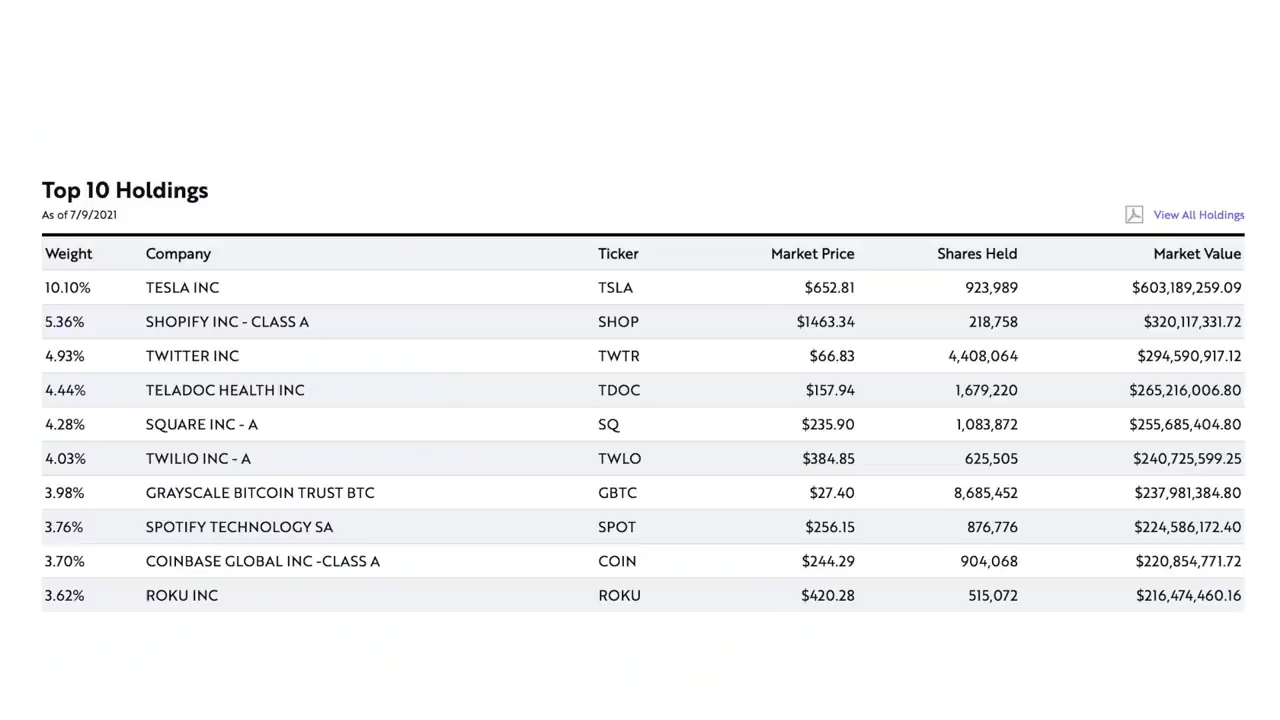 Top 10 Holdings
As of 7/9/2021
View All Holdings
Weight Company Ticker Market Price Shares Held Market Value
10.10% TESLA INC TSLA $652.81 923,989 $603,189,259.09
5.36% SHOPIFY INC - CLASS A SHOP $1463.34 218,758 $320,117,331.72
4.93% TWITTER INC TWTR $66.83 4,408,064 $294,590,917.12
4.44% TELADOC HEALTH INC TDOC $157.94 1,679,220 $265,216,006.80
4.28% SQUARE INC - A SQ $235.90 1,083,872 $255,685,404.80
4.03% TWILIO INC - A TWLO $384.85 625,505 $240,725,599.25
3.98% GRAYSCALE BITCOIN TRUST BTC GBTC $27.40 8,685,452 $237,981,384.80
3.76% SPOTIFY TECHNOLOGY SA SPOT $256.15 876,776 $224,586,172.40
3.70% COINBASE GLOBAL INC -CLASS A COIN $244.29 904,068 $220,854,771.72
3.62% ROKU INC ROKU $420.28 515,072 $216,474,460.16